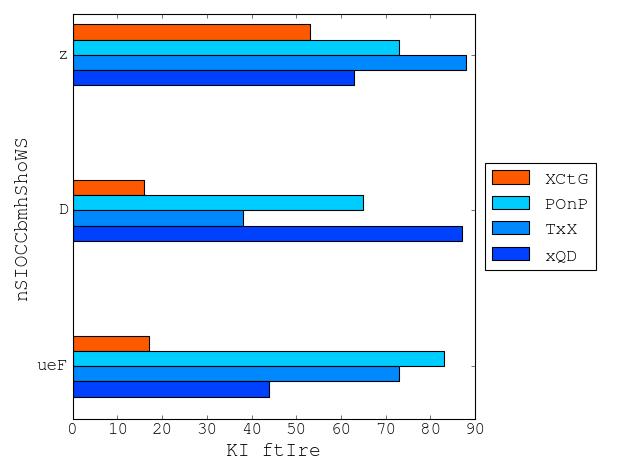 z
D
ueF
nSIOCCbmhShoWS
0 10 20 30 40 50 60 70 80 90
KI ftIre
XCtG
POnP
TxX
xQD